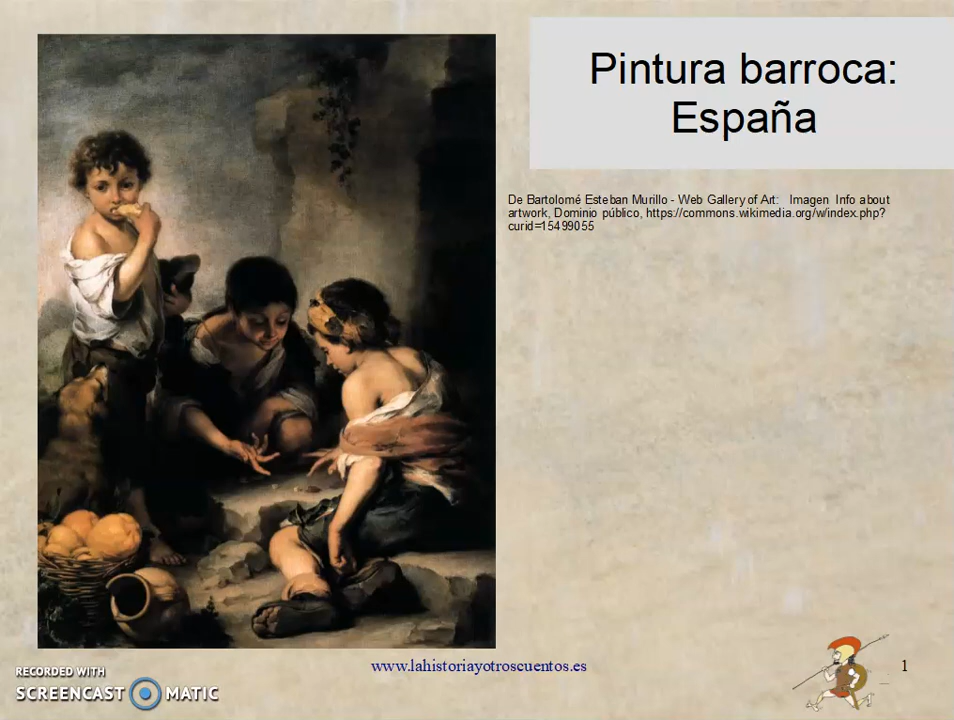 Pintura barroca:
España
De Bartolomé Esteban Murillo - Web Gallery of Art:   Imagen  Info about
artwork, Dominio público, https://commons.wikimedia.org/w/index.php?
curid=15499055
www.lahistoriayotroscuentos.es
1
RECORDED WITH
SCREENCAST MATIC